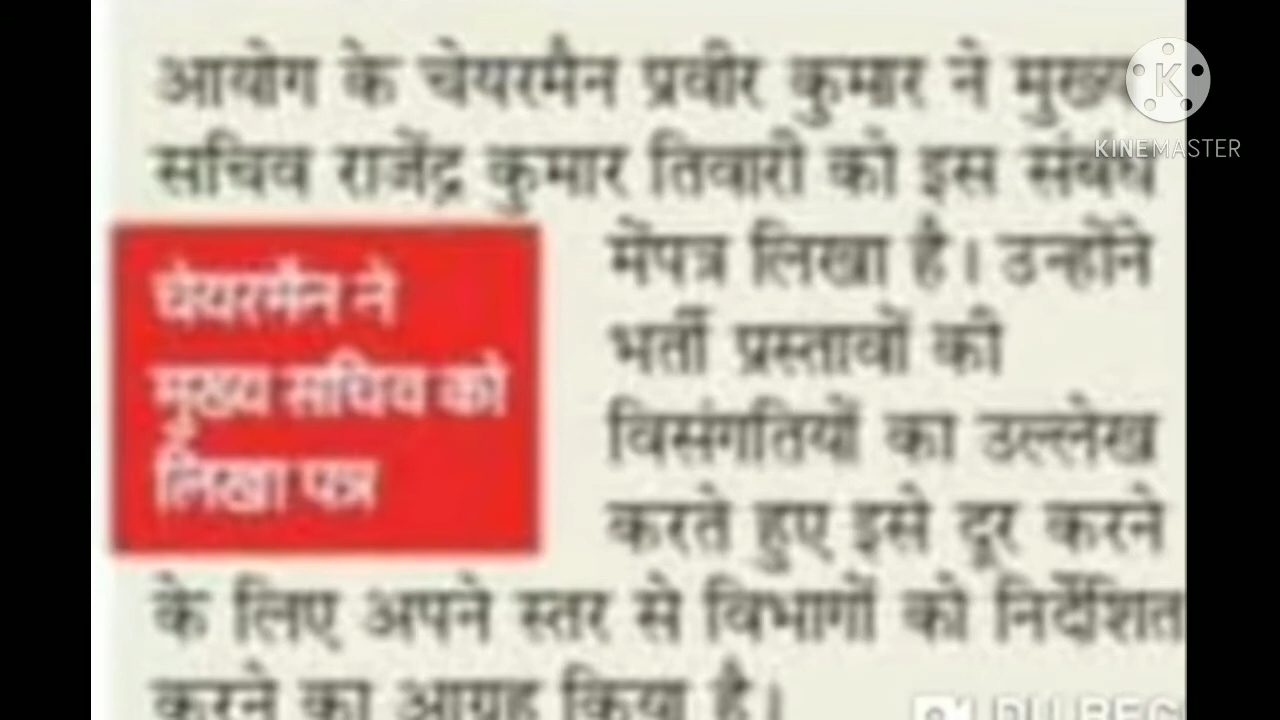 आयोग के चेयरमैन प्रवीर कुमार ने मुख्य
सचिव राजेंद्र कुमार तिवारी को इस संबंध
मेंपत्र लिखा है। उन्होंने
भर्ती प्रस्तावों की
विसंगतियों का उल्लेख
करते हुए इसे दूर करने
के लिए अपने स्तर से विभागों को निर्देशित
करने का आग्रह किया है।
चेयरमैन ने
मुख्य सचिव को
लिखा पत्र
K
KINEMASTER